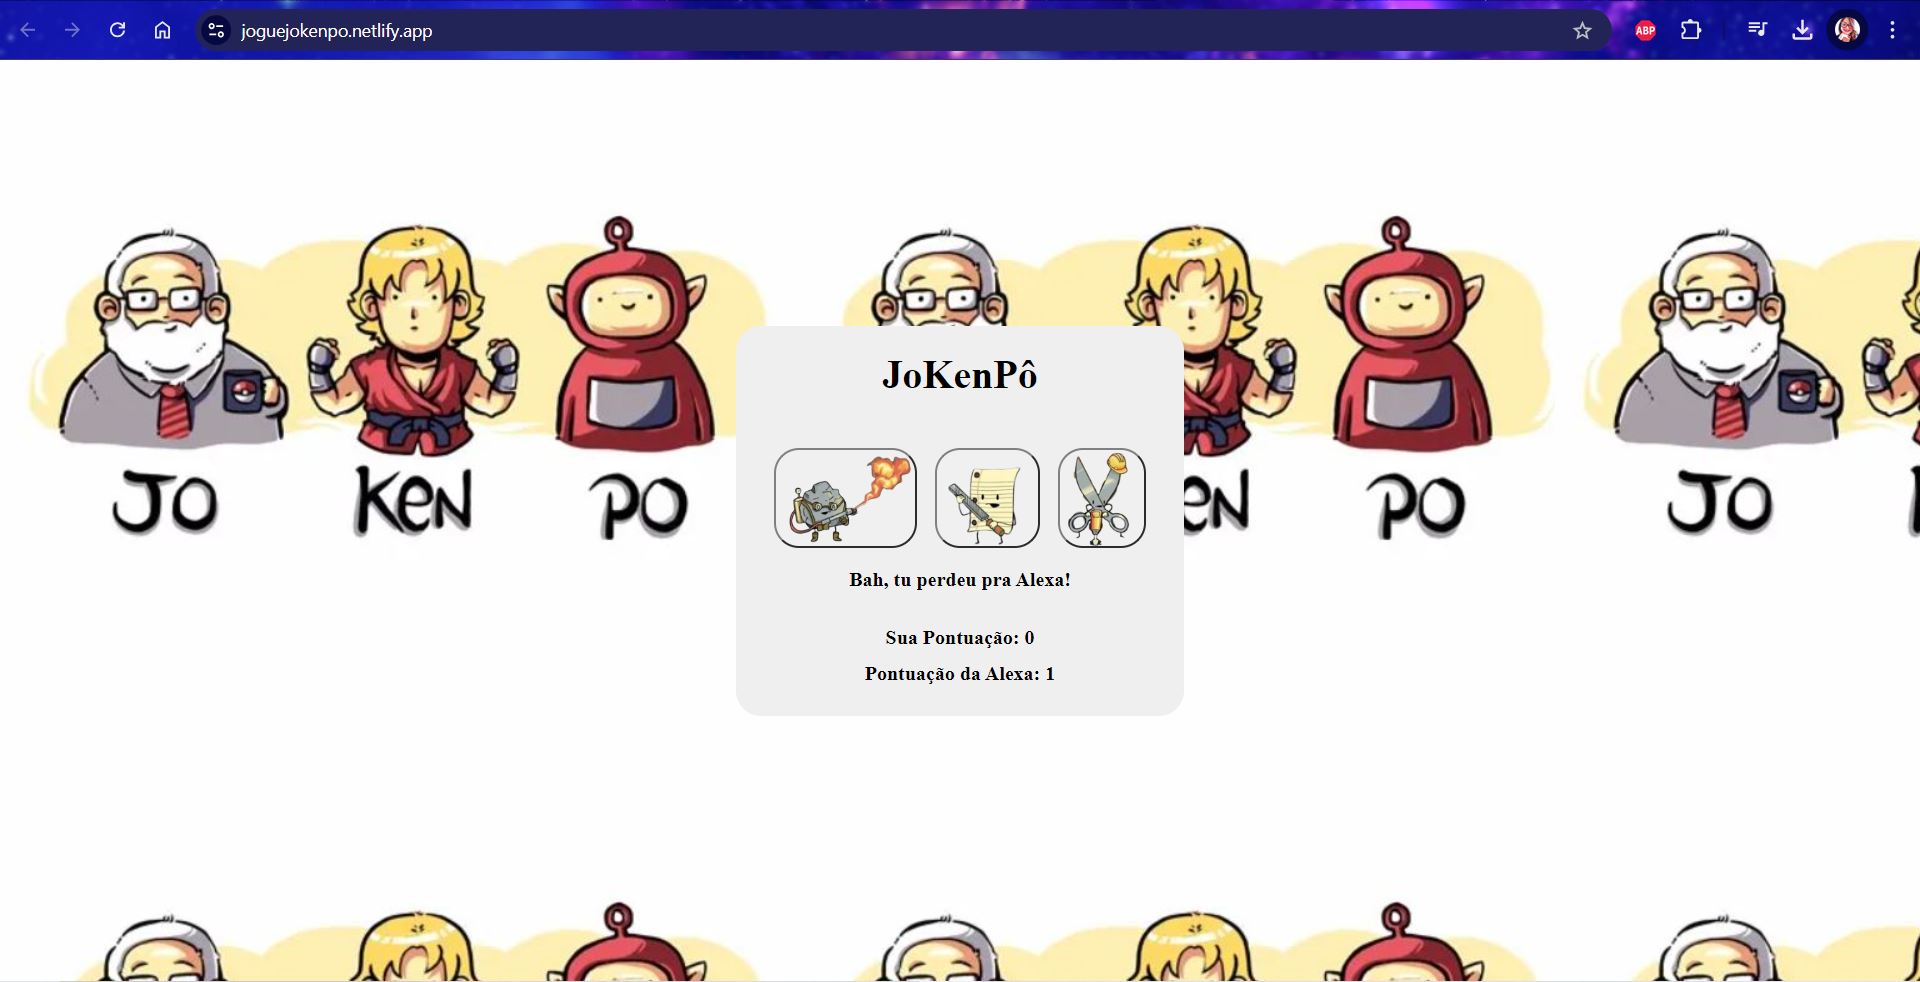 joguejokenpo.netlify.app
ABP
JO KEN PO
PO
JO
JoKenPô
Bah, tu perdeu pra Alexa!
Sua Pontuação: 0
Pontuação da Alexa: 1